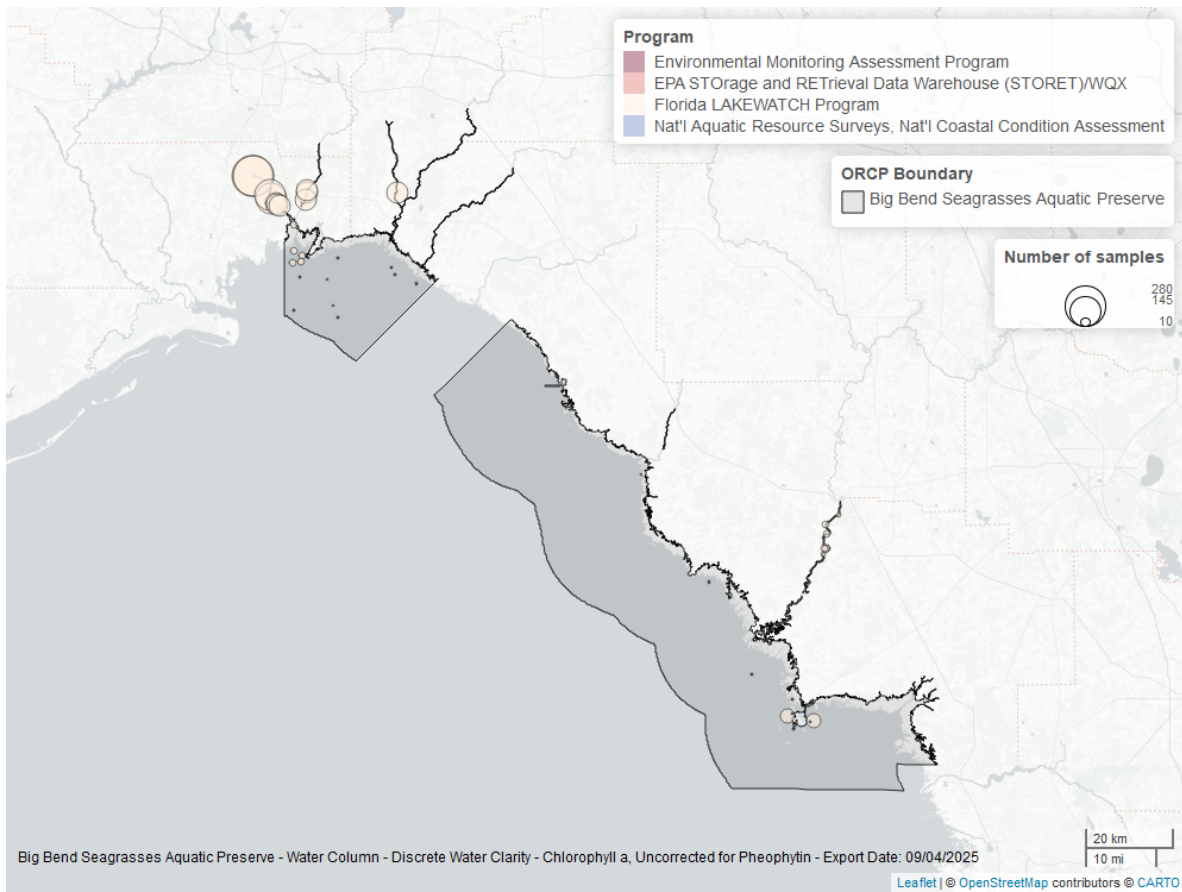 Program
Environmental Monitoring Assessment Program
EPA STOrage and RETrieval Data Warehouse (STORET)/WQX
Florida LAKEWATCH Program
Nat'l Aquatic Resource Surveys, Nat'l Coastal Condition Assessment
ORCP Boundary
Big Bend Seagrasses Aquatic Preserve
Number of samples
280
145
10
20 km
10 mi
Big Bend Seagrasses Aquatic Preserve - Water Column - Discrete Water Clarity - Chlorophyll a, Uncorrected for Pheophytin - Export Date: 09/04/2025
Leaflet | © OpenStreetMap contributors © CARTO